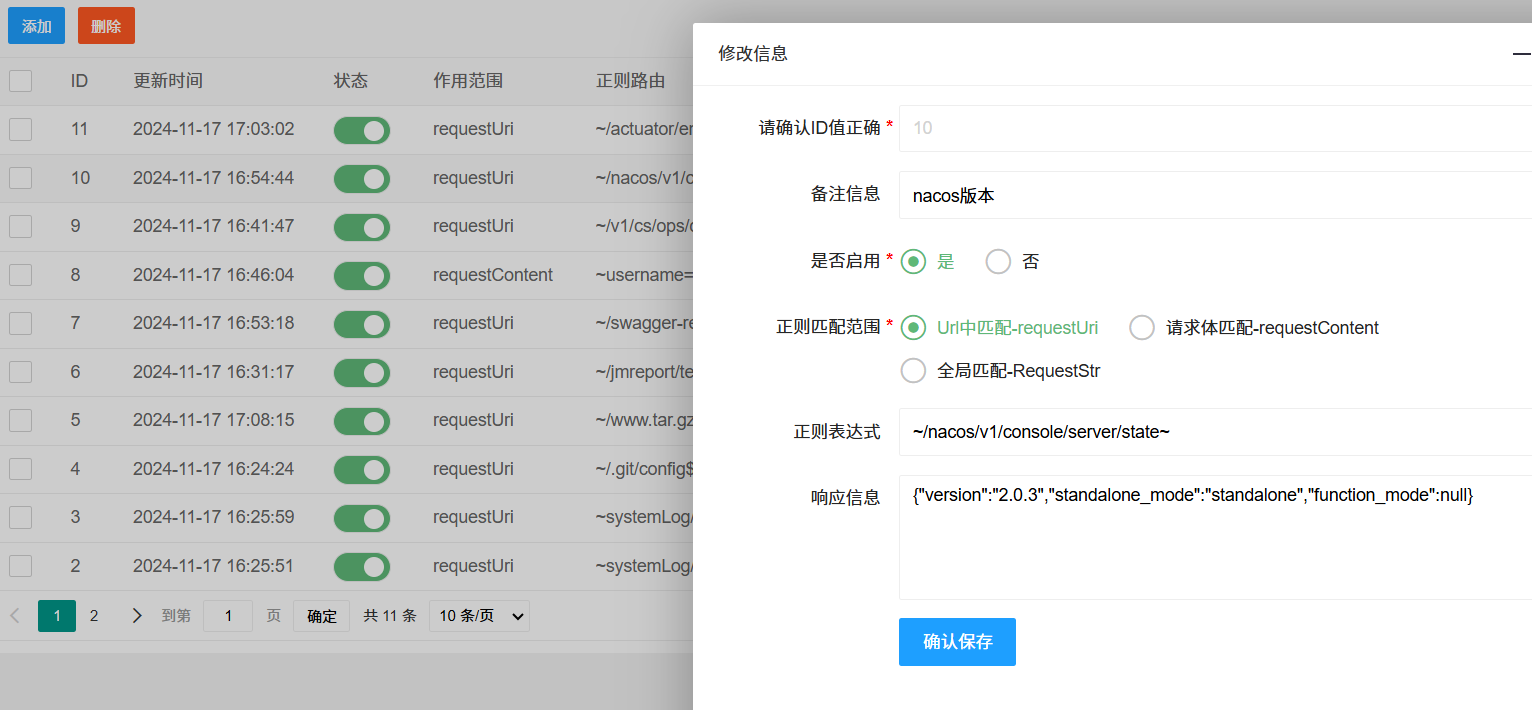 添加 删除
ID 更新时间 状态 作用范围 正则路由
11 2024-11-17 17:03:02 requestUri ~/actuator/er
10 2024-11-17 16:54:44 requestUri ~/nacos/v1/c
9 2024-11-17 16:41:47 requestUri ~/v1/cs/ops/c
8 2024-11-17 16:46:04 requestContent ~username=
7 2024-11-17 16:53:18 requestUri ~/swagger-re
6 2024-11-17 16:31:17 requestUri ~/jmreport/te
5 2024-11-17 17:08:15 requestUri ~/www.tar.gz
4 2024-11-17 16:24:24 requestUri ~/.git/config$
3 2024-11-17 16:25:59 requestUri ~systemLog/
2 2024-11-17 16:25:51 requestUri ~systemLog/
1 2 到第 1 页 确定 共 11 条 10 条/页
修改信息
请确认ID值正确 * 10
备注信息 nacos版本
是否启用 * 是 否
正则匹配范围 * Url中匹配-requestUri 请求体匹配-requestContent
全局匹配-RequestStr
正则表达式 ~/nacos/v1/console/server/state~
响应信息 {"version":"2.0.3","standalone_mode":"standalone","function_mode":null}
确认保存